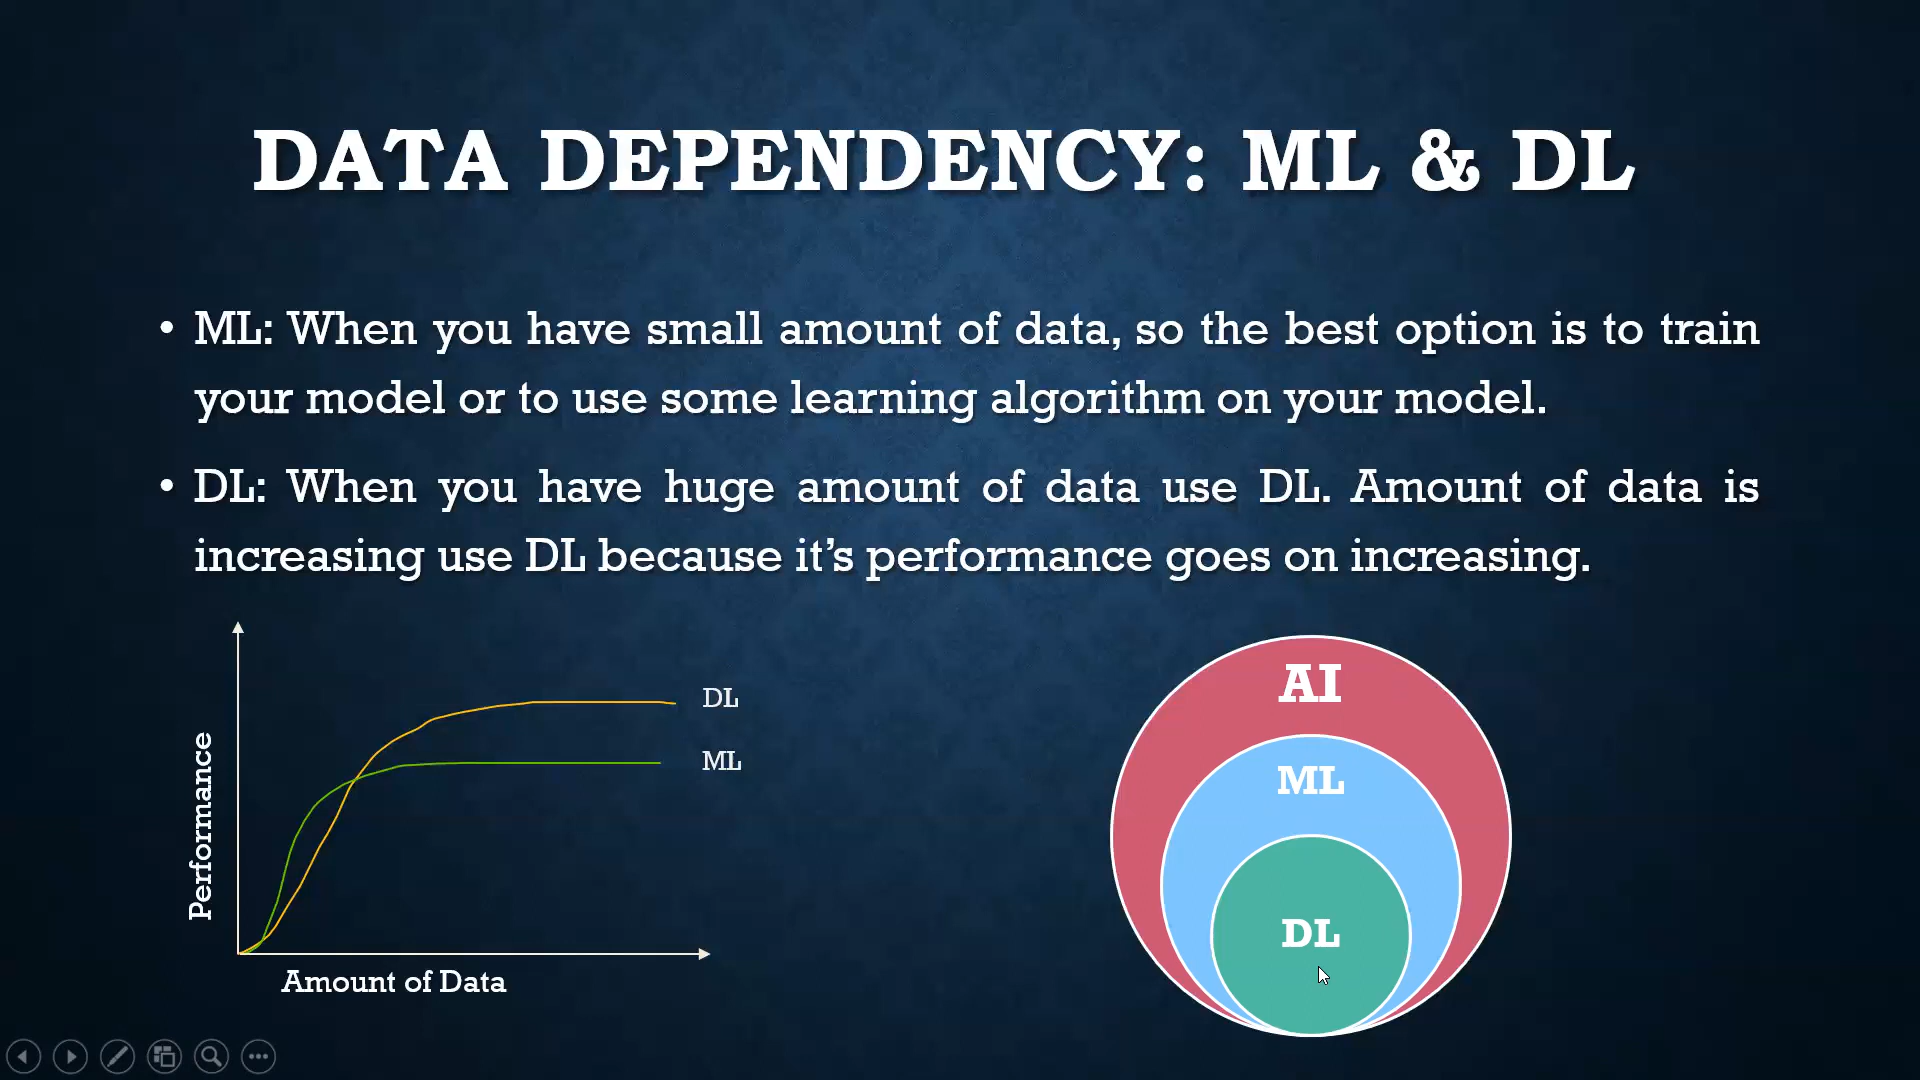 DATA DEPENDENCY: ML & DL
• ML: When you have small amount of data, so the best option is to train
your model or to use some learning algorithm on your model.
• DL: When you have huge amount of data use DL. Amount of data is
increasing use DL because it’s performance goes on increasing.
Performance
DL
ML
Amount of Data
AI
ML
DL